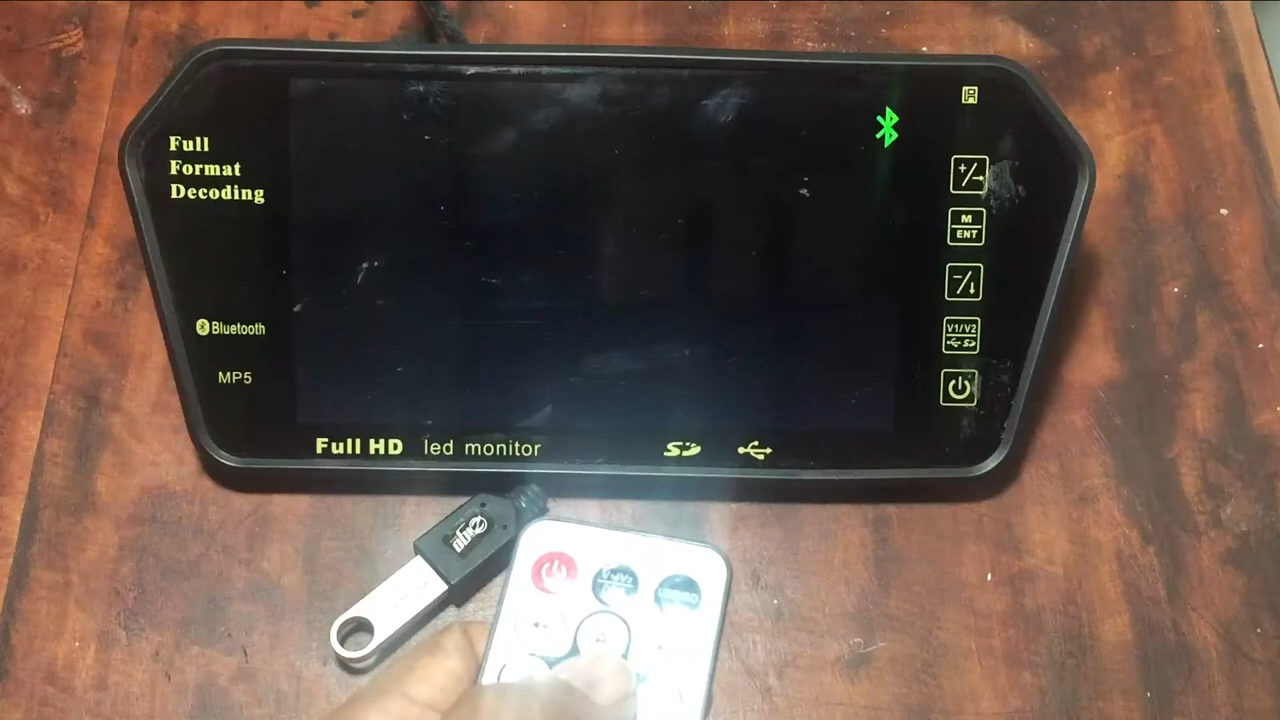 Full
Format
Decoding
Bluetooth
MP5
Full HD led monitor
+/→
M
ENT
-/↓
V1/V2